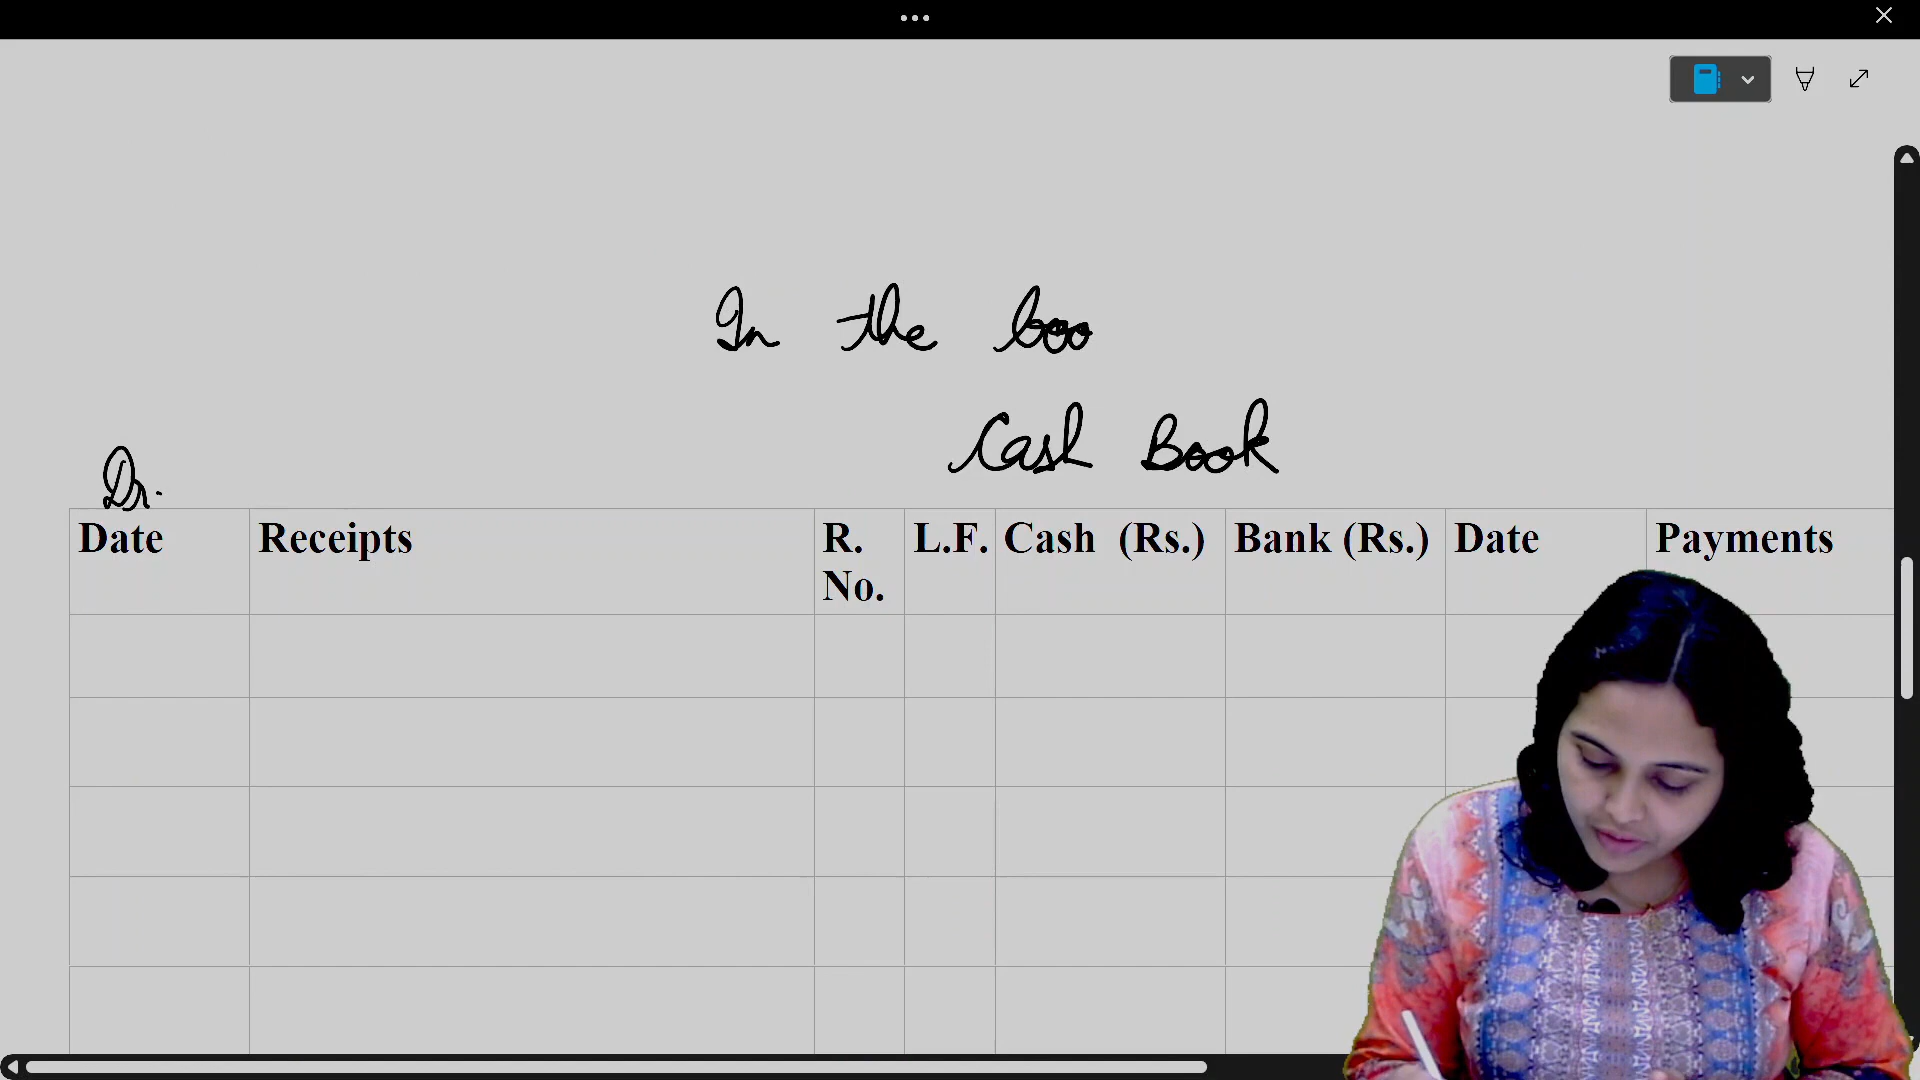 In the boo
Cash Book
Dr.
Date Receipts R. No. L.F. Cash (Rs.) Bank (Rs.) Date Payments